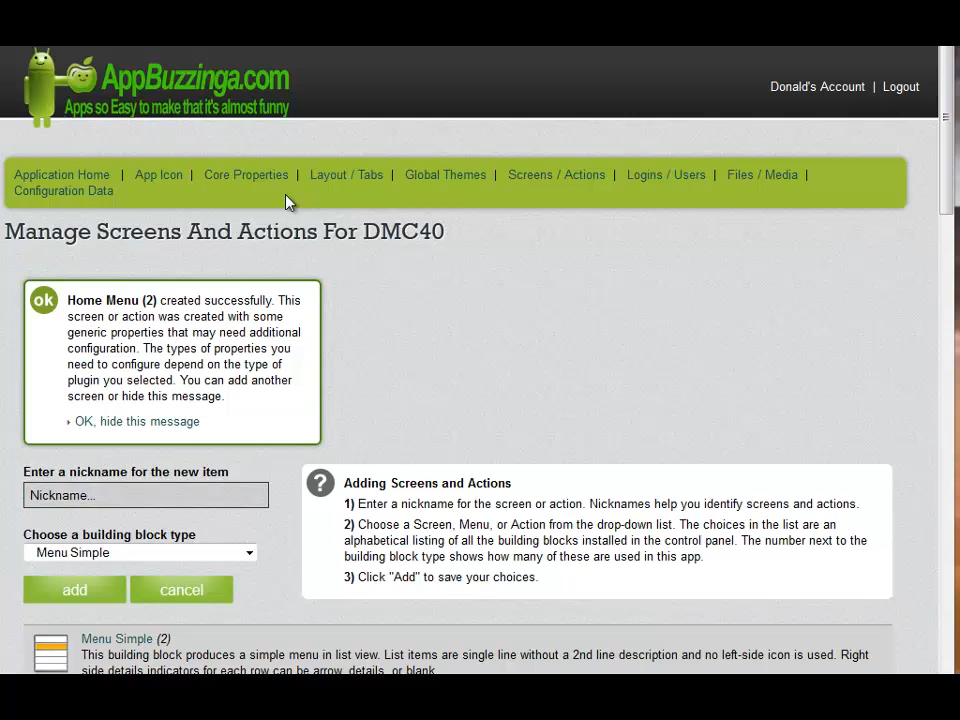 AppBuzzinga.com
Apps so Easy to make that it's almost funny
Donald's Account | Logout
Application Home | App Icon | Core Properties | Layout / Tabs | Global Themes | Screens / Actions | Logins / Users | Files / Media |
Configuration Data
Manage Screens And Actions For DMC40
ok
Home Menu (2) created successfully. This
screen or action was created with some
generic properties that may need additional
configuration. The types of properties you
need to configure depend on the type of
plugin you selected. You can add another
screen or hide this message.
OK, hide this message
Enter a nickname for the new item
Nickname...
Choose a building block type
Menu Simple
add
cancel
?
Adding Screens and Actions
1) Enter a nickname for the screen or action. Nicknames help you identify screens and actions.
2) Choose a Screen, Menu, or Action from the drop-down list. The choices in the list are an
alphabetical listing of all the building blocks installed in the control panel. The number next to the
building block type shows how many of these are used in this app.
3) Click "Add" to save your choices.
Menu Simple (2)
This building block produces a simple menu in list view. List items are single line without a 2nd line description and no left-side icon is used. Right
side details indicators for each row can be arrow, details, or blank.